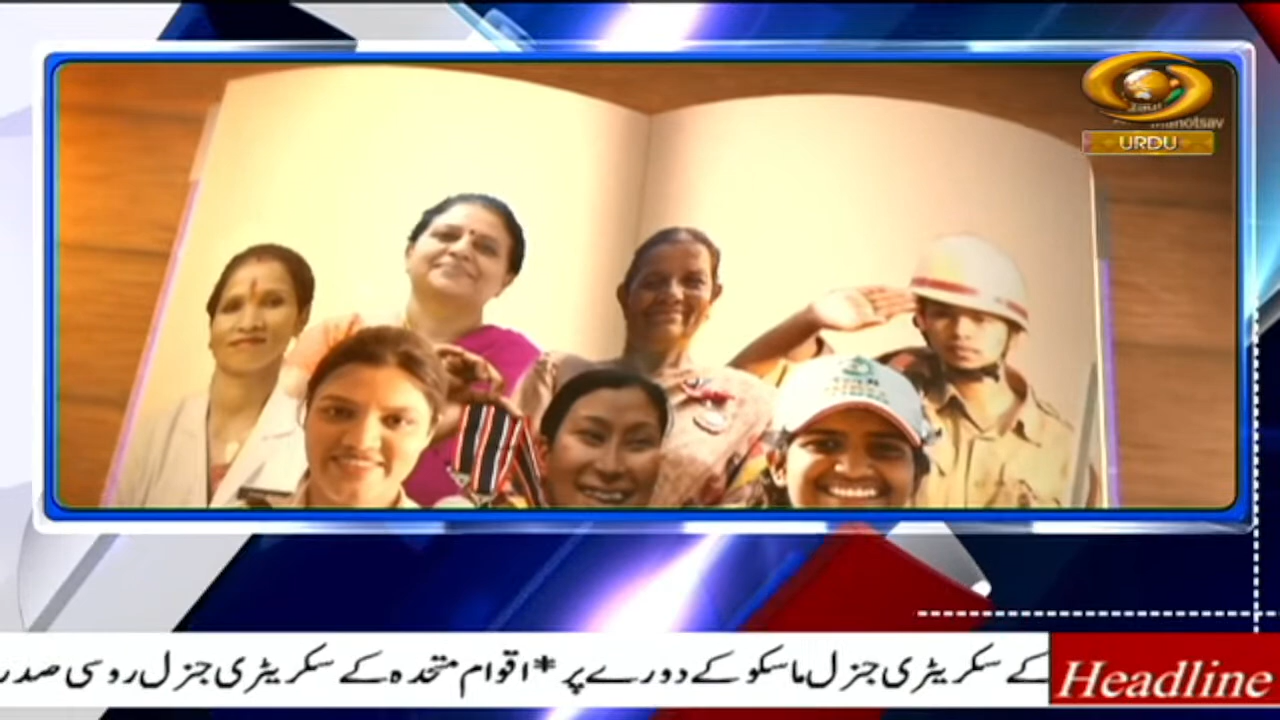 URDU
کے سکریٹری جنرل ماسکو کے دورے پر *اقوام متحدہ کے سکریٹری جنرل روسی صدر
Headline